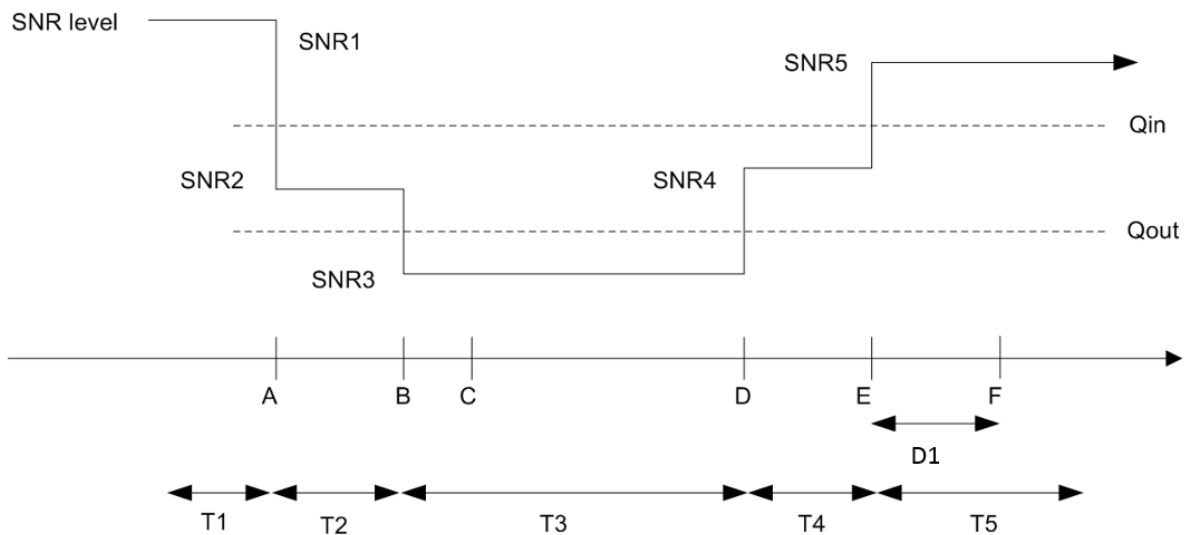 SNR level
SNR1
SNR5
Qin
SNR2
SNR4
Qout
SNR3
A B C D E F
D1
T1 T2 T3 T4 T5